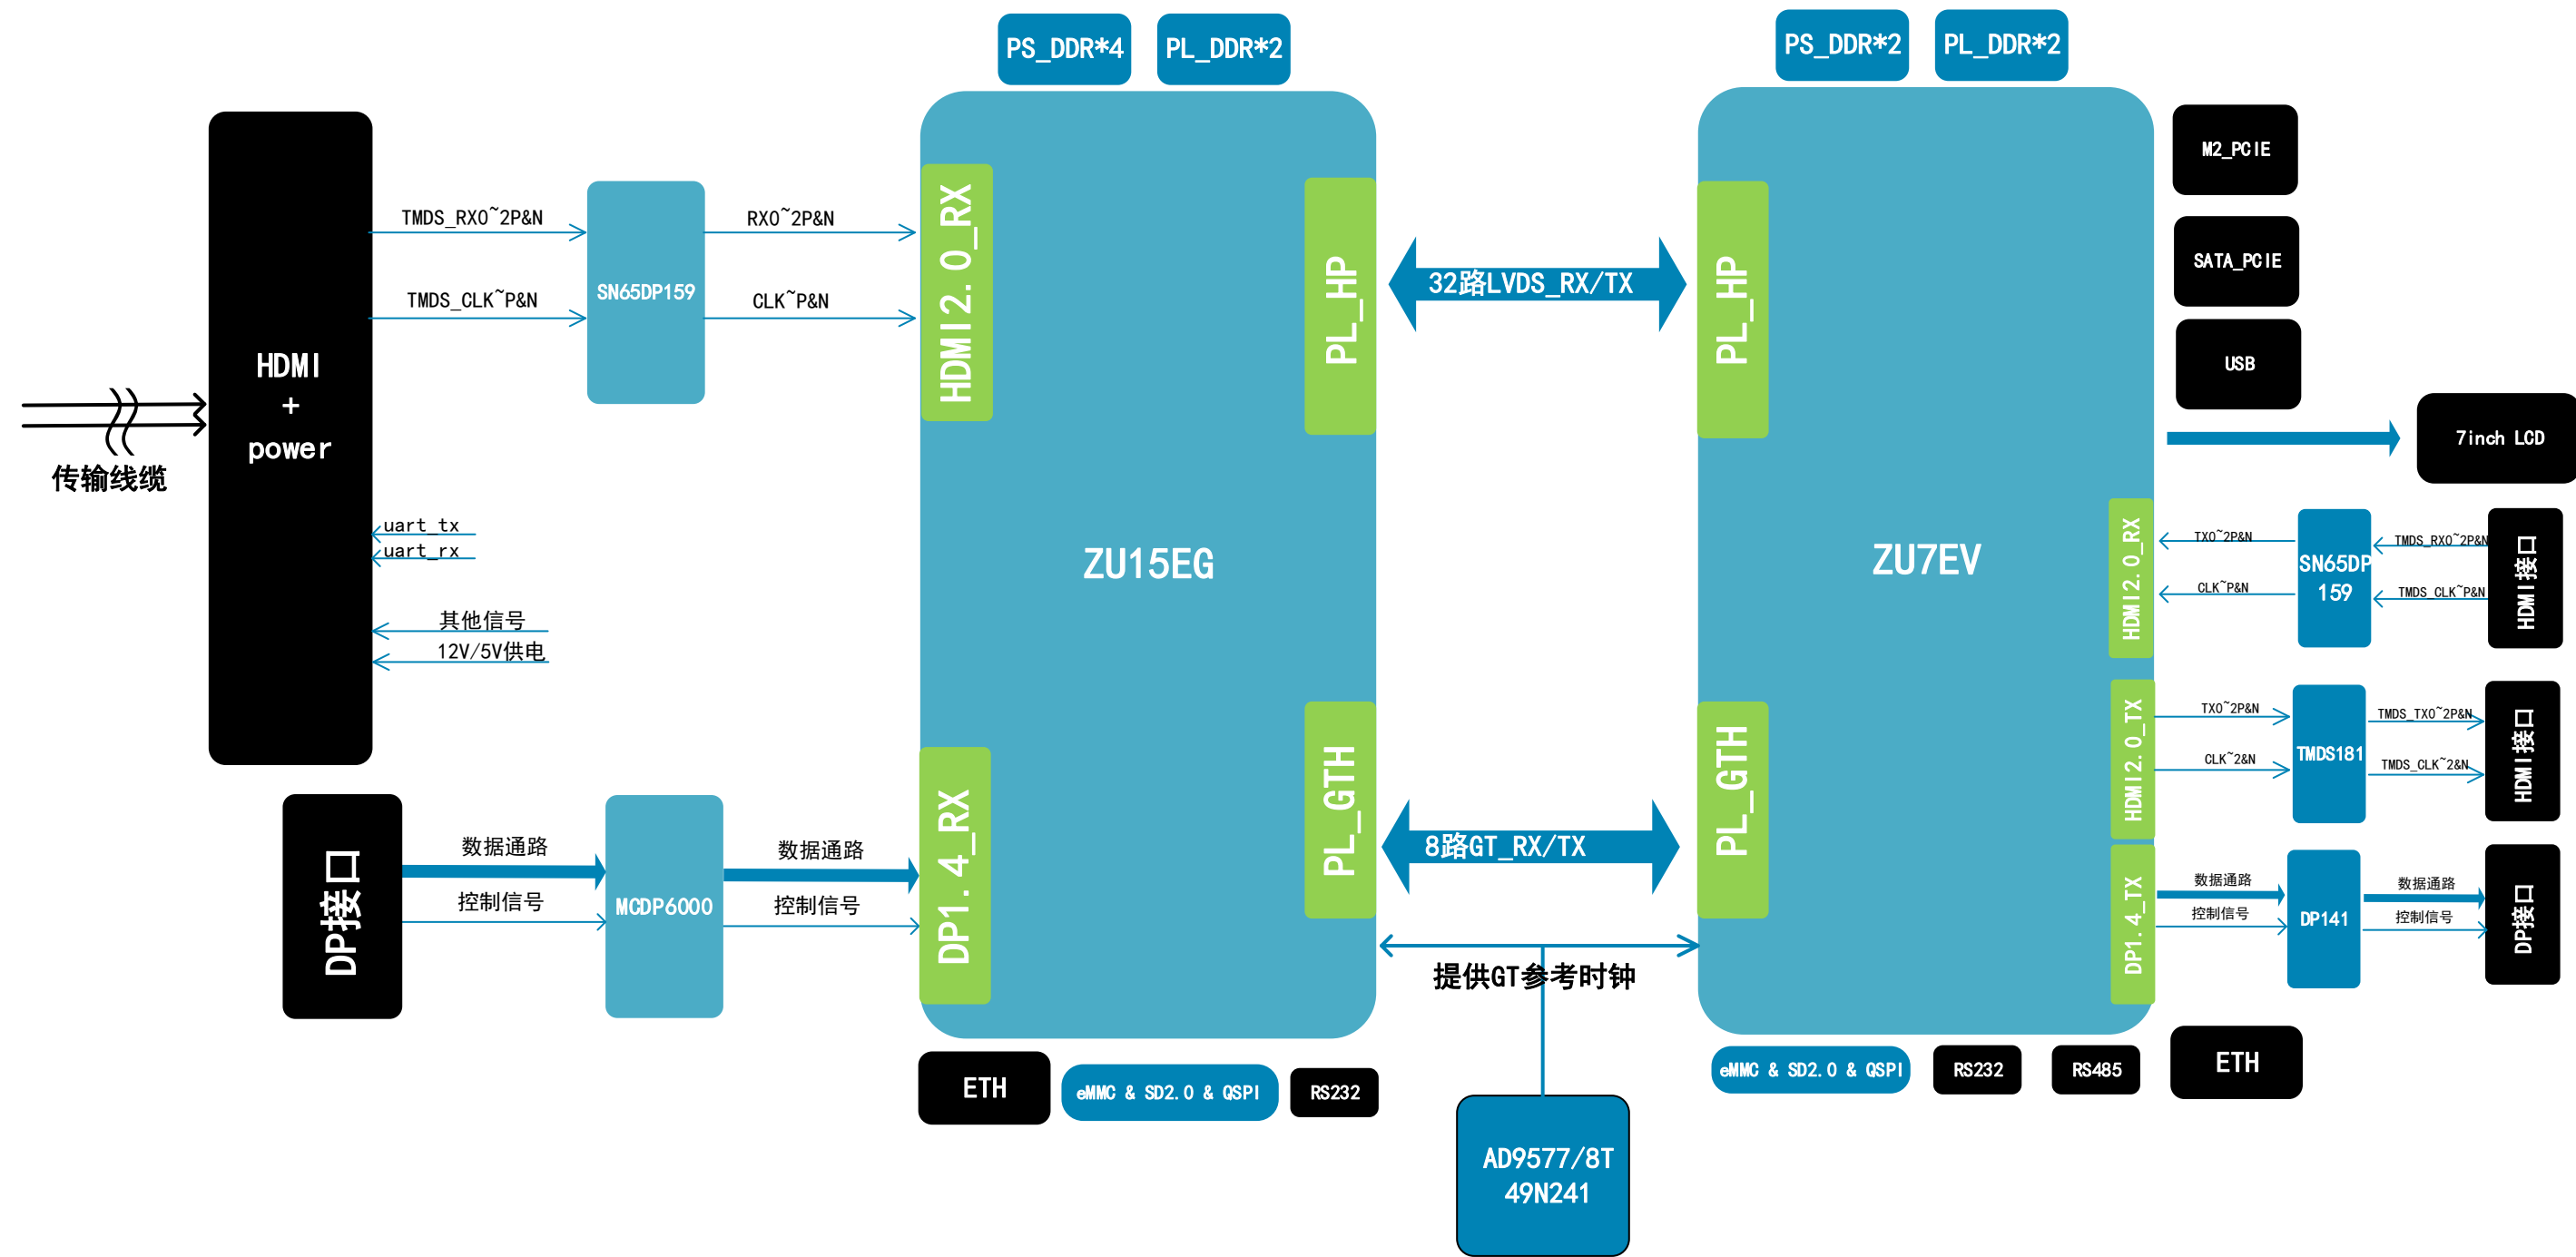 PS_DDR*4
PL_DDR*2
PS_DDR*2
PL_DDR*2
HDMI
+
power
传输线缆
TMDS_RX0~2P&N
TMDS_CLK~P&N
SN65DP159
RX0~2P&N
CLK~P&N
uart_tx
uart_rx
其他信号
12V/5V供电
HDMI2.0_RX
ZU15EG
PL_HP
PL_GTH
DP1.4_RX
DP接口
数据通路
控制信号
MCDP6000
数据通路
控制信号
ETH
eMMC & SD2.0 & QSPI
RS232
32路LVDS_RX/TX
8路GT_RX/TX
提供GT参考时钟
AD9577/8T
49N241
PL_HP
PL_GTH
ZU7EV
M2_PCIE
SATA_PCIE
USB
7inch LCD
HDMI2.0_RX
TX0~2P&N
CLK~P&N
SN65DP
159
TMDS_RX0~2P&N
TMDS_CLK~P&N
HDMI接口
HDMI2.0_TX
TX0~2P&N
CLK~2&N
TMDS181
TMDS_TX0~2P&N
TMDS_CLK~2&N
HDMI接口
DP1.4_TX
数据通路
控制信号
DP141
数据通路
控制信号
DP接口
eMMC & SD2.0 & QSPI
RS232
RS485
ETH